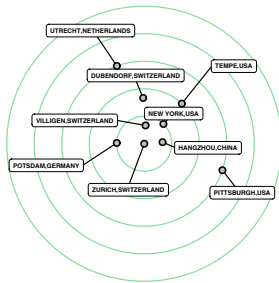 UTRECHT,NETHERLANDS
TEMPE,USA
DUBENDORF,SWITZERLAND
NEW YORK,USA
VILLIGEN,SWITZERLAND
HANGZHOU,CHINA
POTSDAM,GERMANY
ZURICH,SWITZERLAND
PITTSBURGH,USA